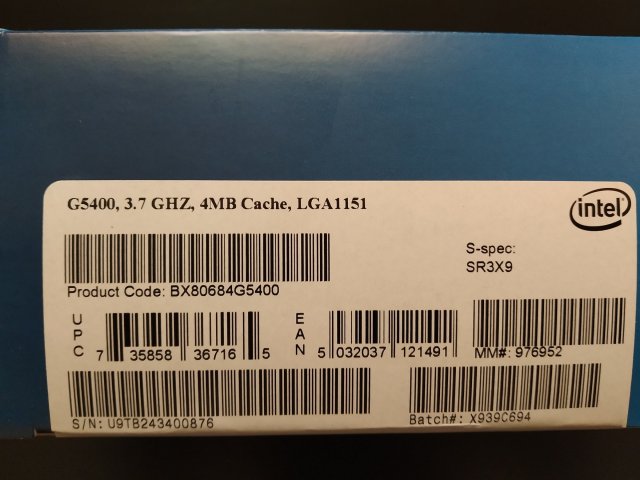 G5400, 3.7 GHZ, 4MB Cache, LGA1151
intel
S-spec:
SR3X9
Product Code: BX80684G5400
UPC
7 35858 36716 5
EAN
5 032037 121491
MM#: 976952
S/N: U9TB243400876
Batch#: X939C694